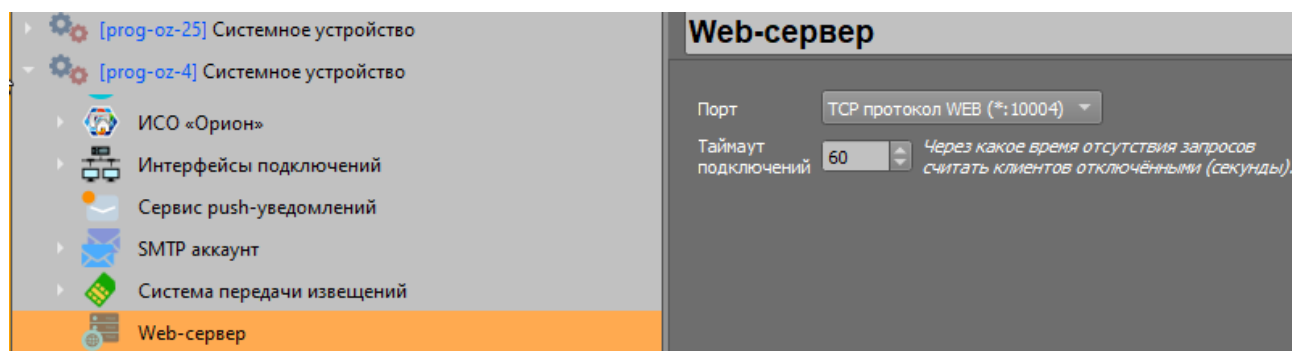 [prog-oz-25] Системное устройство
[prog-oz-4] Системное устройство
ИСО «Орион»
Интерфейсы подключений
Сервис push-уведомлений
SMTP аккаунт
Система передачи извещений
Web-сервер
Web-сервер
Порт
TCP протокол WEB (*:10004)
Таймаут
подключений
60
Через какое время отсутствия запросов
считать клиентов отключёнными (секунды).